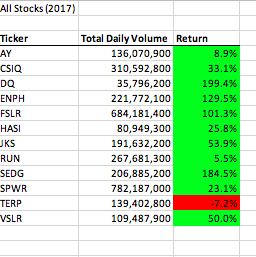 All Stocks (2017)
Ticker Total Daily Volume Return
AY 136,070,900 8.9%
CSIQ 310,592,800 33.1%
DQ 35,796,200 199.4%
ENPH 221,772,100 129.5%
FSLR 684,181,400 101.3%
HASI 80,949,300 25.8%
JKS 191,632,200 53.9%
RUN 267,681,300 5.5%
SEDG 206,885,200 184.5%
SPWR 782,187,000 23.1%
TERP 139,402,800 -7.2%
VSLR 109,487,900 50.0%